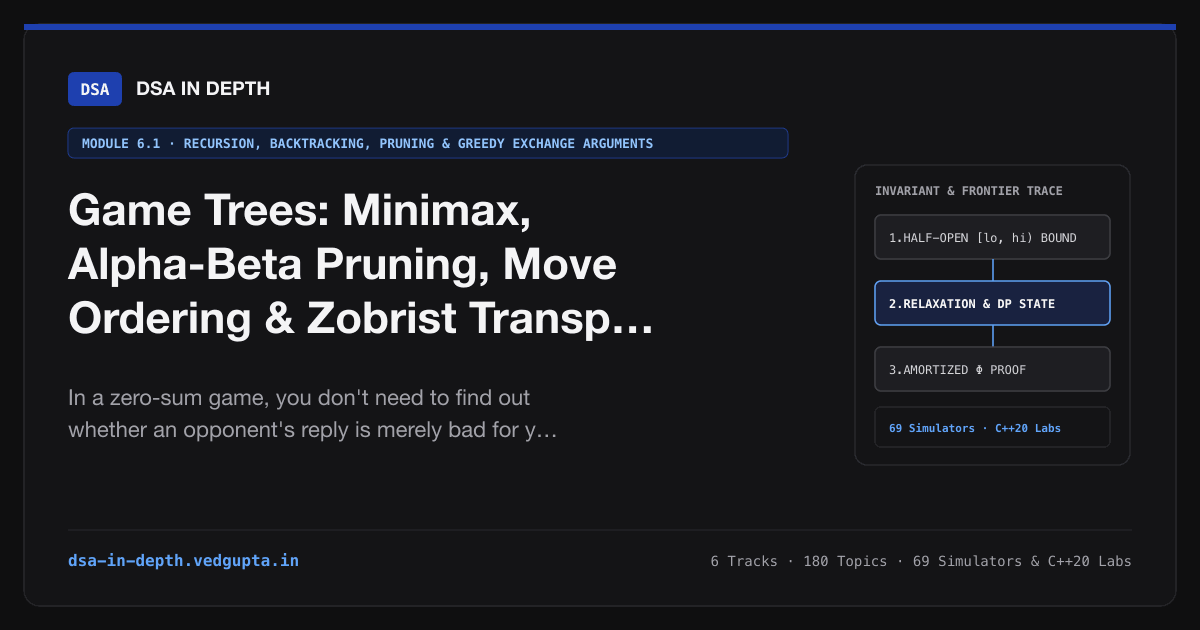 DSA
DSA IN DEPTH
MODULE 6.1 · RECURSION, BACKTRACKING, PRUNING & GREEDY EXCHANGE ARGUMENTS
Game Trees: Minimax,
Alpha-Beta Pruning, Move
Ordering & Zobrist Transp…
In a zero-sum game, you don't need to find out
whether an opponent's reply is merely bad for y…
INVARIANT & FRONTIER TRACE
1.HALF-OPEN [lo, hi) BOUND
2.RELAXATION & DP STATE
3.AMORTIZED Φ PROOF
69 Simulators · C++20 Labs
dsa-in-depth.vedgupta.in
6 Tracks · 180 Topics · 69 Simulators & C++20 Labs